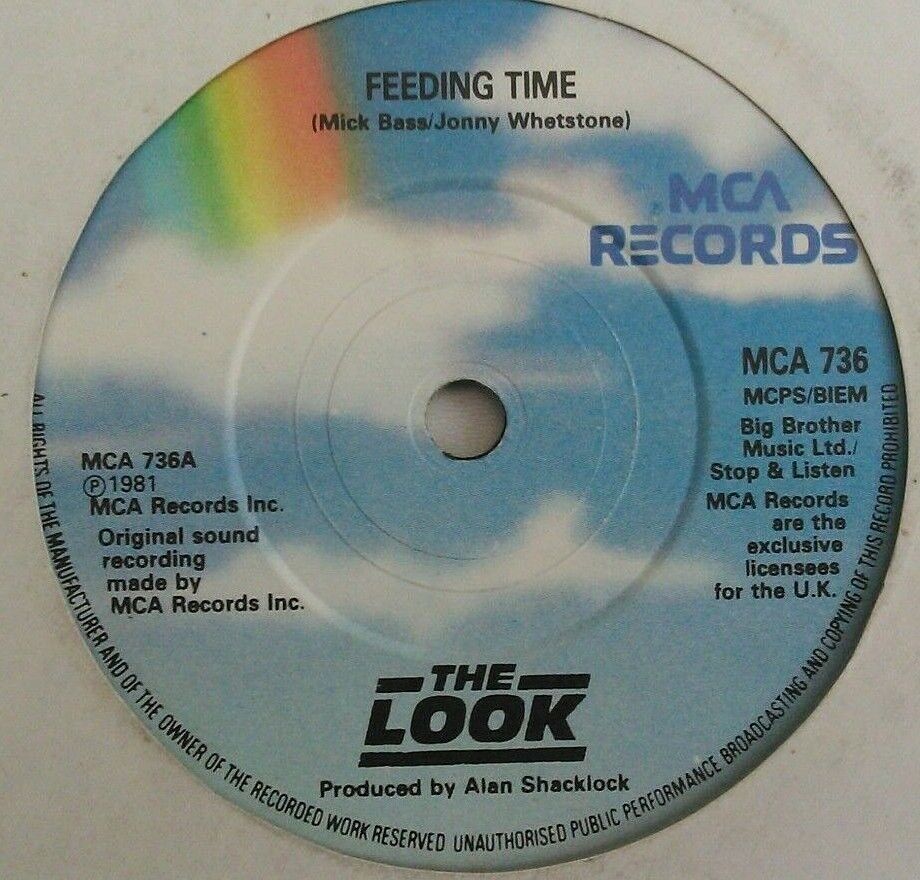 FEEDING TIME
(Mick Bass/Jonny Whetstone)
MCA
RECORDS
MCA 736
MCPS/BIEM
Big Brother
Music Ltd./
Stop & Listen
MCA Records
are the
exclusive
licensees
for the U.K.
MCA 736A
Ⓟ1981
MCA Records Inc.
Original sound
recording
made by
MCA Records Inc.
THE
LOOK
Produced by Alan Shacklock
ALL RIGHTS OF THE MANUFACTURER AND OF THE OWNER OF THE RECORDED WORK RESERVED UNAUTHORISED PUBLIC PERFORMANCE BROADCASTING AND COPYING OF THIS RECORD PROHIBITED